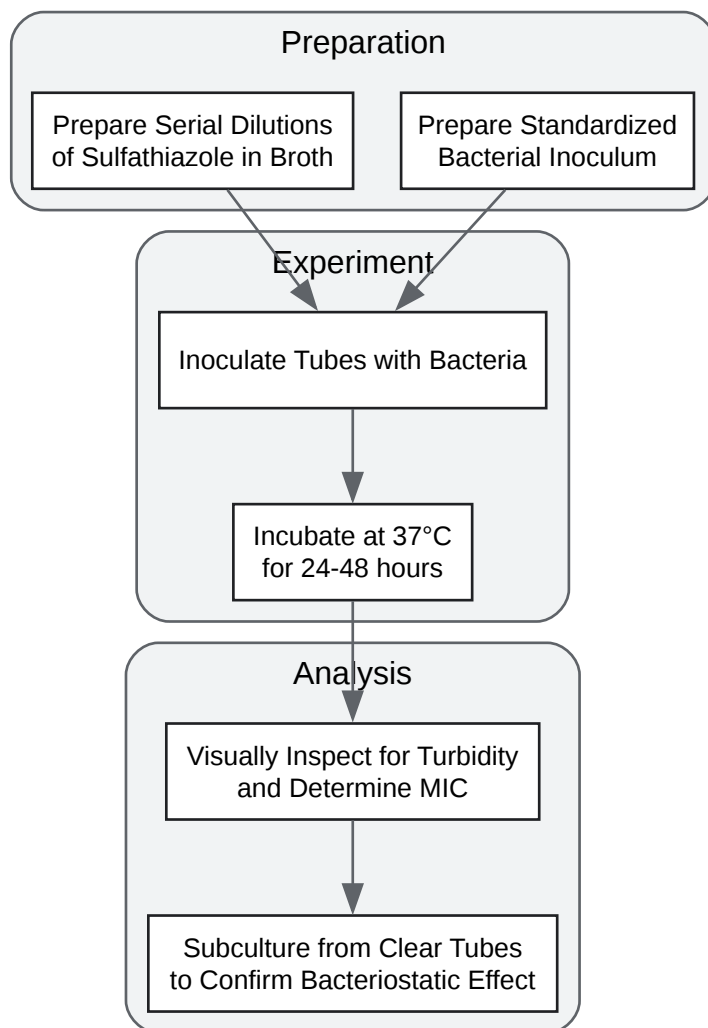 Preparation
Prepare Serial Dilutions
of Sulfathiazole in Broth
Prepare Standardized
Bacterial Inoculum
Experiment
Inoculate Tubes with Bacteria
Incubate at 37°C
for 24-48 hours
Analysis
Visually Inspect for Turbidity
and Determine MIC
Subculture from Clear Tubes
to Confirm Bacteriostatic Effect